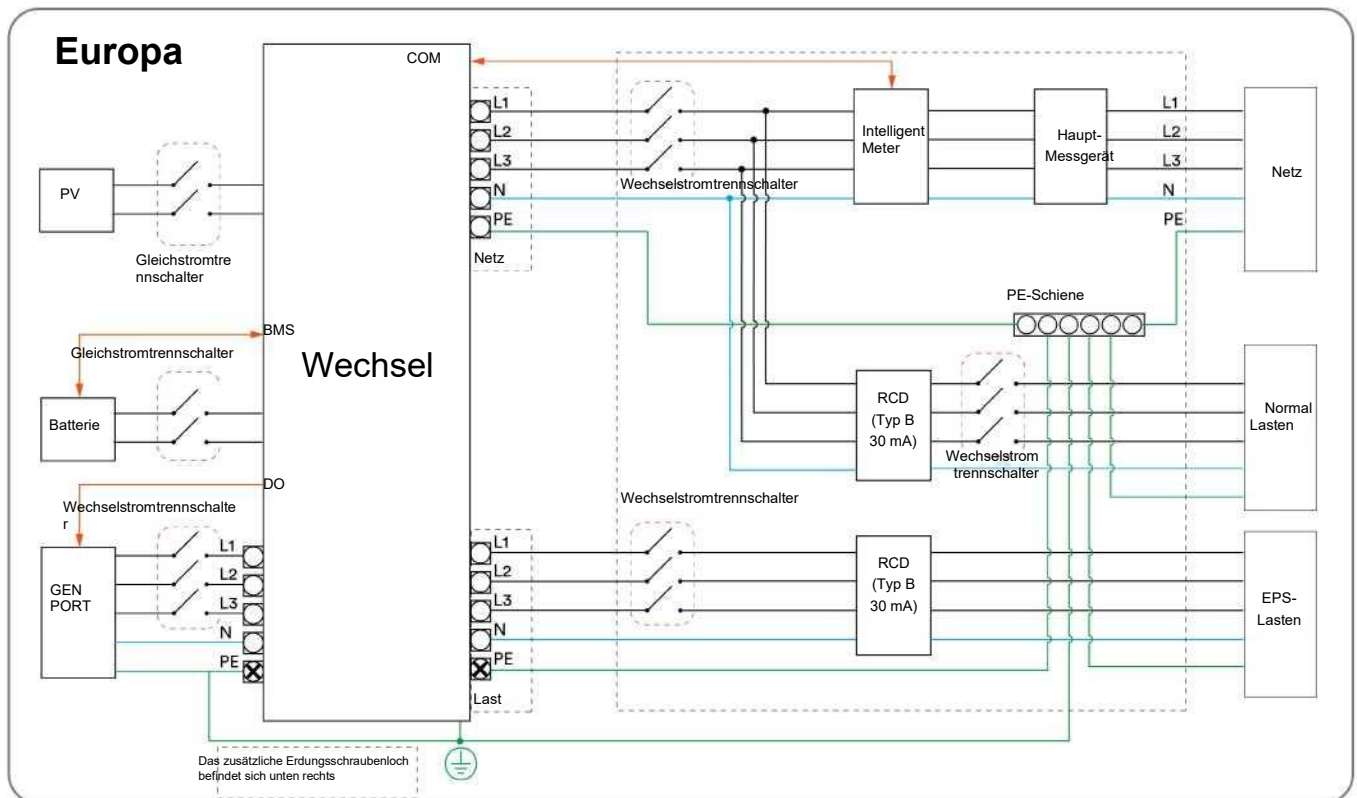 Europa
COM
L1
L2
L3
N
PE
Netz
Wechselstromtrennschalter
Intelligent
Meter
Haupt-
Messgerät
L1
L2
L3
N
PE
Netz
PV
Gleichstromtre
nnschalter
PE-Schiene
BMS
Gleichstromtrennschalter
Wechsel
Batterie
RCD
(Typ B
30 mA)
Wechselstrom
trennschalter
Normal
Lasten
DO
Wechselstromtrennschalte
r
Wechselstromtrennschalter
GEN
PORT
L1
L2
L3
N
PE
L1
L2
L3
N
PE
Last
RCD
(Typ B
30 mA)
EPS-
Lasten
Das zusätzliche Erdungsschraubenloch
befindet sich unten rechts